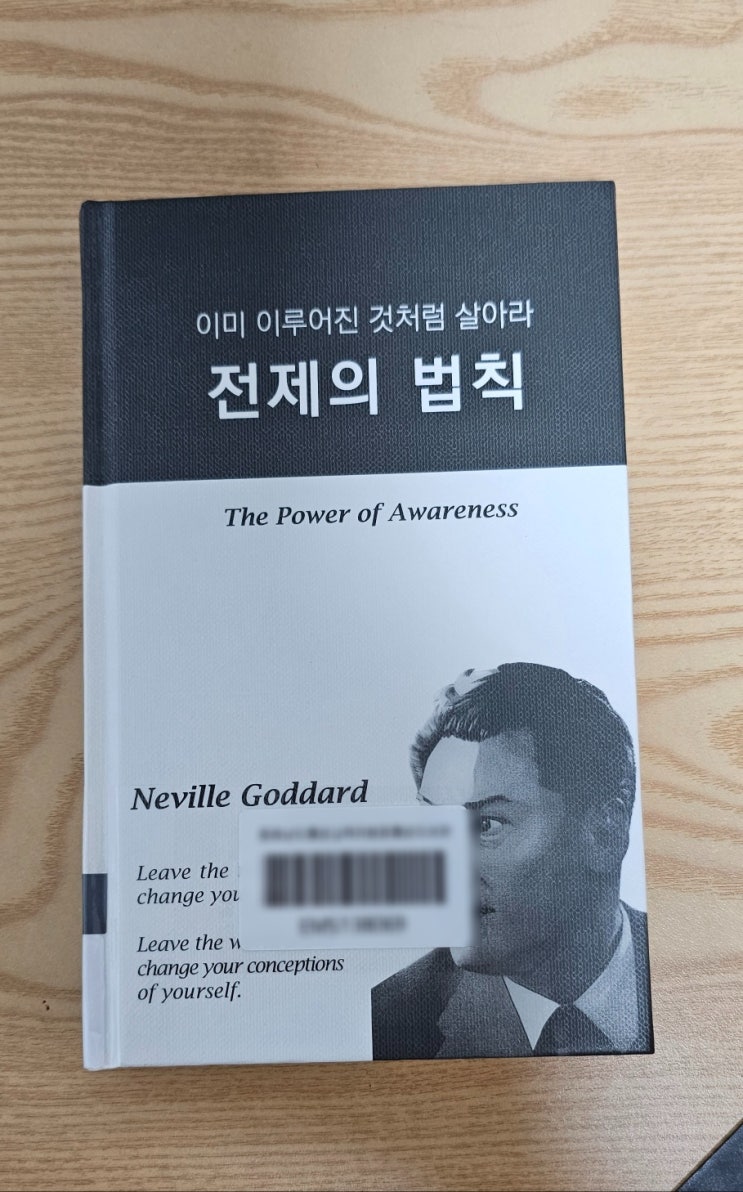 이미 이루어진 것처럼 살아라
전제의 법칙
The Power of Awareness
Neville Goddard
Leave the
change you
Leave the
change your conceptions
of yourself.